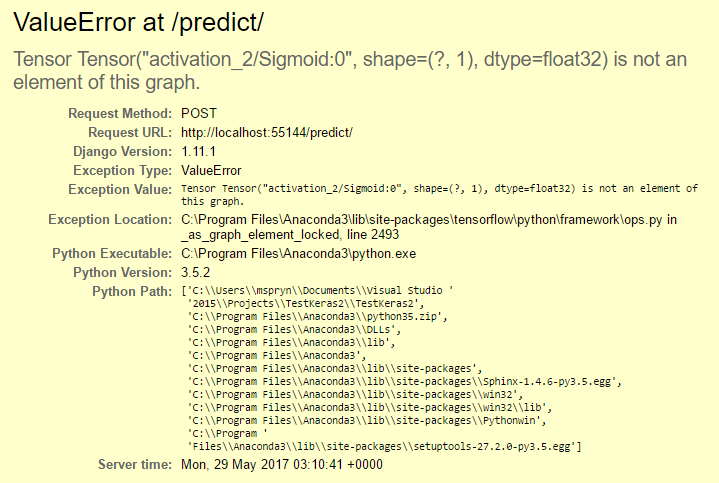 ValueError at /predict/
Tensor Tensor("activation_2/Sigmoid:0", shape=(?, 1), dtype=float32) is not an
element of this graph.
Request Method: POST
Request URL: http://localhost:55144/predict/
Django Version: 1.11.1
Exception Type: ValueError
Exception Value: Tensor Tensor("activation_2/Sigmoid:0", shape=(?, 1), dtype=float32) is not an element of
this graph.
Exception Location: C:\Program Files\Anaconda3\lib\site-packages\tensorflow\python\framework\ops.py in
_as_graph_element_locked, line 2493
Python Executable: C:\Program Files\Anaconda3\python.exe
Python Version: 3.5.2
Python Path: ['C:\\Users\\mspryn\\Documents\\Visual Studio '
'2015\\Projects\\TestKeras2\\TestKeras2',
'C:\\Program Files\\Anaconda3\\python35.zip',
'C:\\Program Files\\Anaconda3\\DLLs',
'C:\\Program Files\\Anaconda3\\lib',
'C:\\Program Files\\Anaconda3',
'C:\\Program Files\\Anaconda3\\lib\\site-packages',
'C:\\Program Files\\Anaconda3\\lib\\site-packages\\Sphinx-1.4.6-py3.5.egg',
'C:\\Program Files\\Anaconda3\\lib\\site-packages\\win32',
'C:\\Program Files\\Anaconda3\\lib\\site-packages\\win32\\lib',
'C:\\Program Files\\Anaconda3\\lib\\site-packages\\Pythonwin',
'C:\\Program '
'Files\\Anaconda3\\lib\\site-packages\\setuptools-27.2.0-py3.5.egg']
Server time: Mon, 29 May 2017 03:10:41 +0000